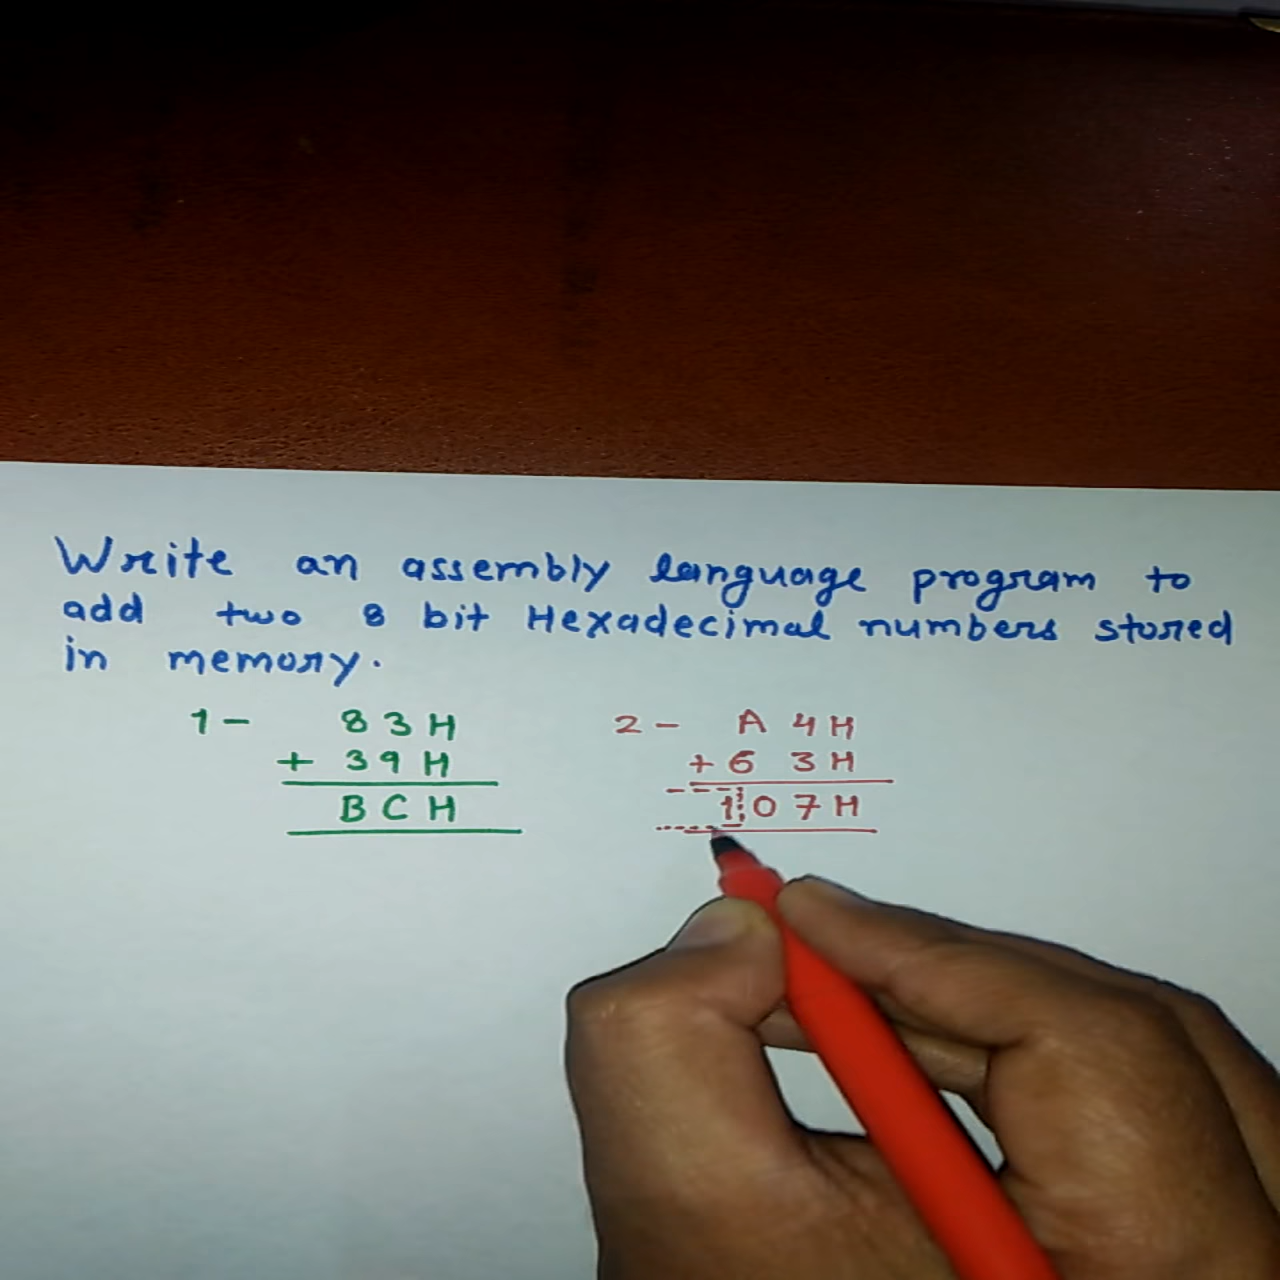 Write an assembly language program to
add two 8 bit Hexadecimal numbers stored
in memory.
1- 83H 2- A4H
+ 39H + 63H
BCH 107H